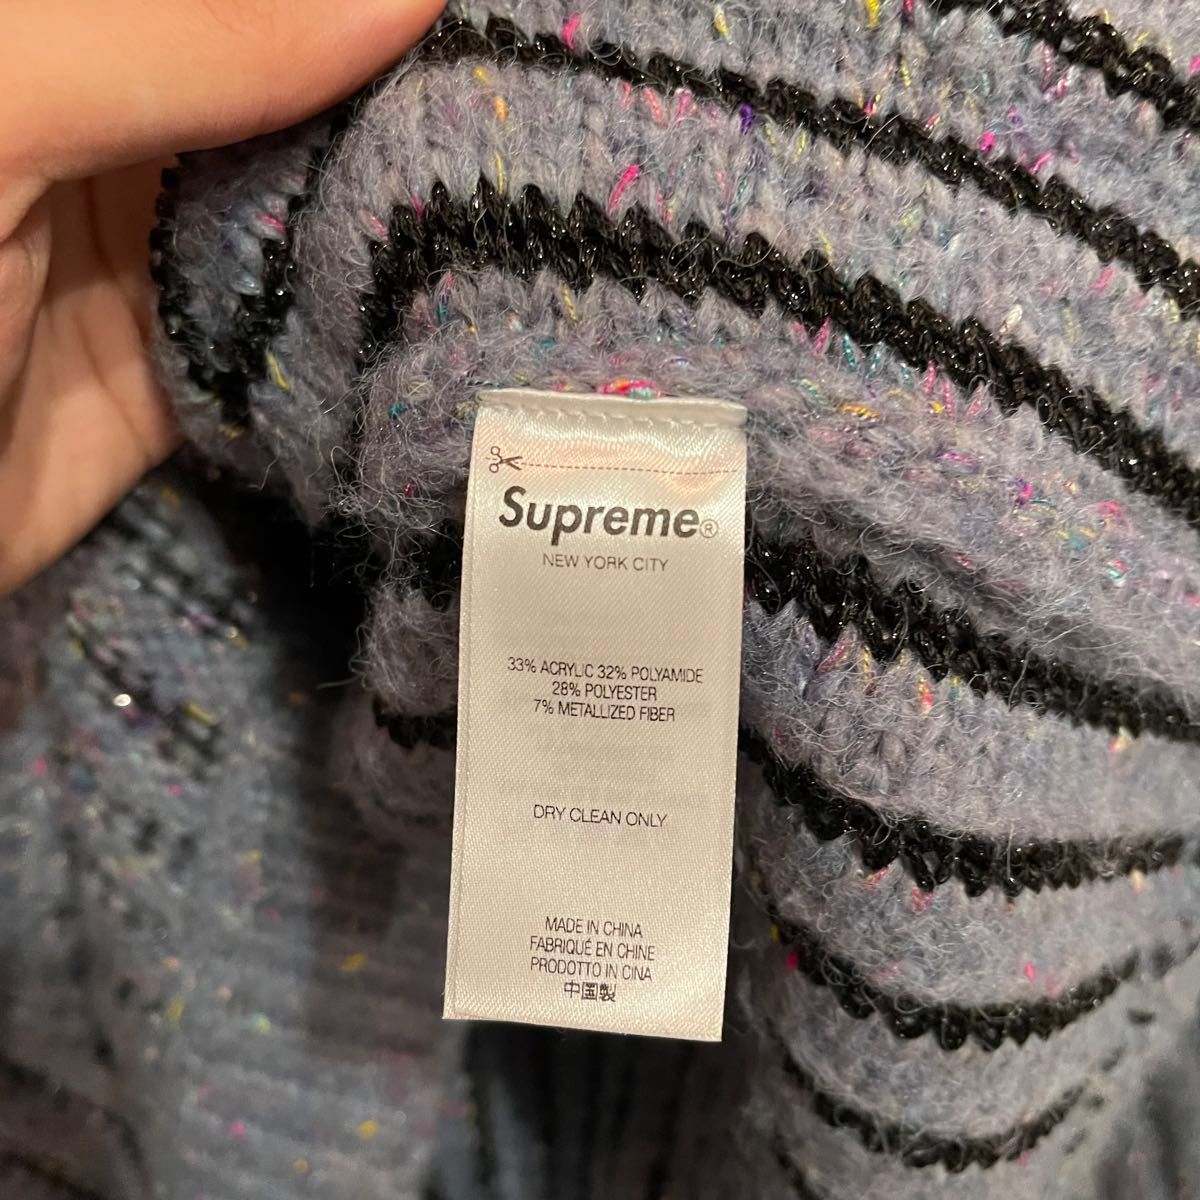 Supreme®
NEW YORK CITY
33% ACRYLIC 32% POLYAMIDE
28% POLYESTER
7% METALLIZED FIBER
DRY CLEAN ONLY
MADE IN CHINA
FABRIQUÉ EN CHINE
PRODOTTO IN CINA
中国製